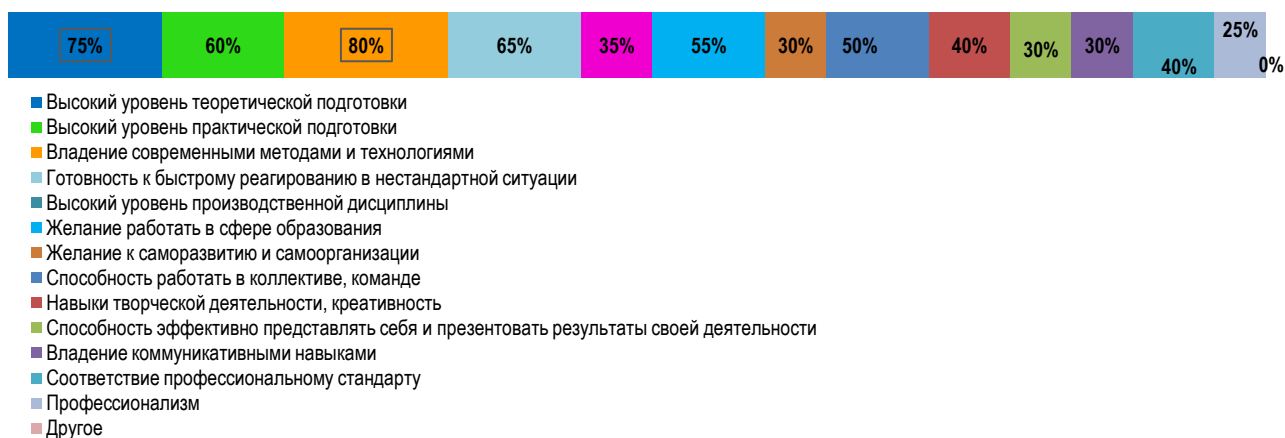 75% 60% 80% 65% 35% 55% 30% 50% 40% 30% 30% 40% 25% 0%
Высокий уровень теоретической подготовки
Высокий уровень практической подготовки
Владение современными методами и технологиями
Готовность к быстрому реагированию в нестандартной ситуации
Высокий уровень производственной дисциплины
Желание работать в сфере образования
Желание к саморазвитию и самоорганизации
Способность работать в коллективе, команде
Навыки творческой деятельности, креативность
Способность эффективно представлять себя и презентовать результаты своей деятельности
Владение коммуникативными навыками
Соответствие профессиональному стандарту
Профессионализм
Другое